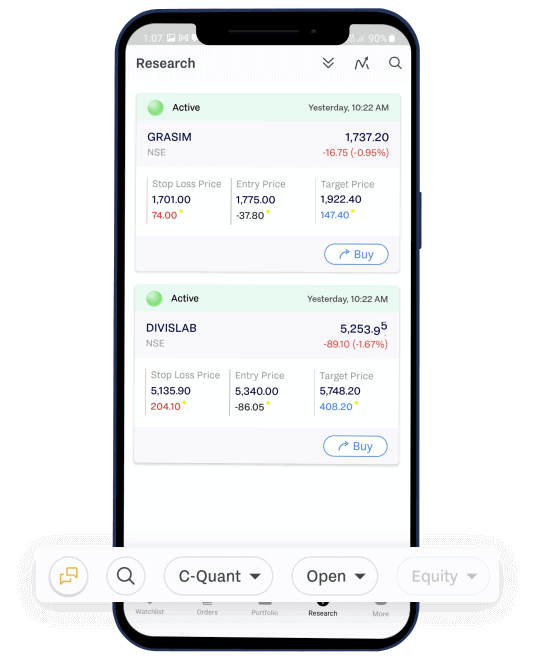 1:07 90%
Research
Active Yesterday, 10:22 AM
GRASIM 1,737.20
NSE -16.75 (-0.95%)
Stop Loss Price Entry Price Target Price
1,701.00 1,775.00 1,922.40
74.00 -37.80 147.40
Buy
Active Yesterday, 10:22 AM
DIVISLAB 5,253.95
NSE -89.10 (-1.67%)
Stop Loss Price Entry Price Target Price
5,135.90 5,340.00 5,748.20
204.10 -86.05 408.20
Buy
C-Quant Open Equity
Watchlist Orders Portfolio Research More